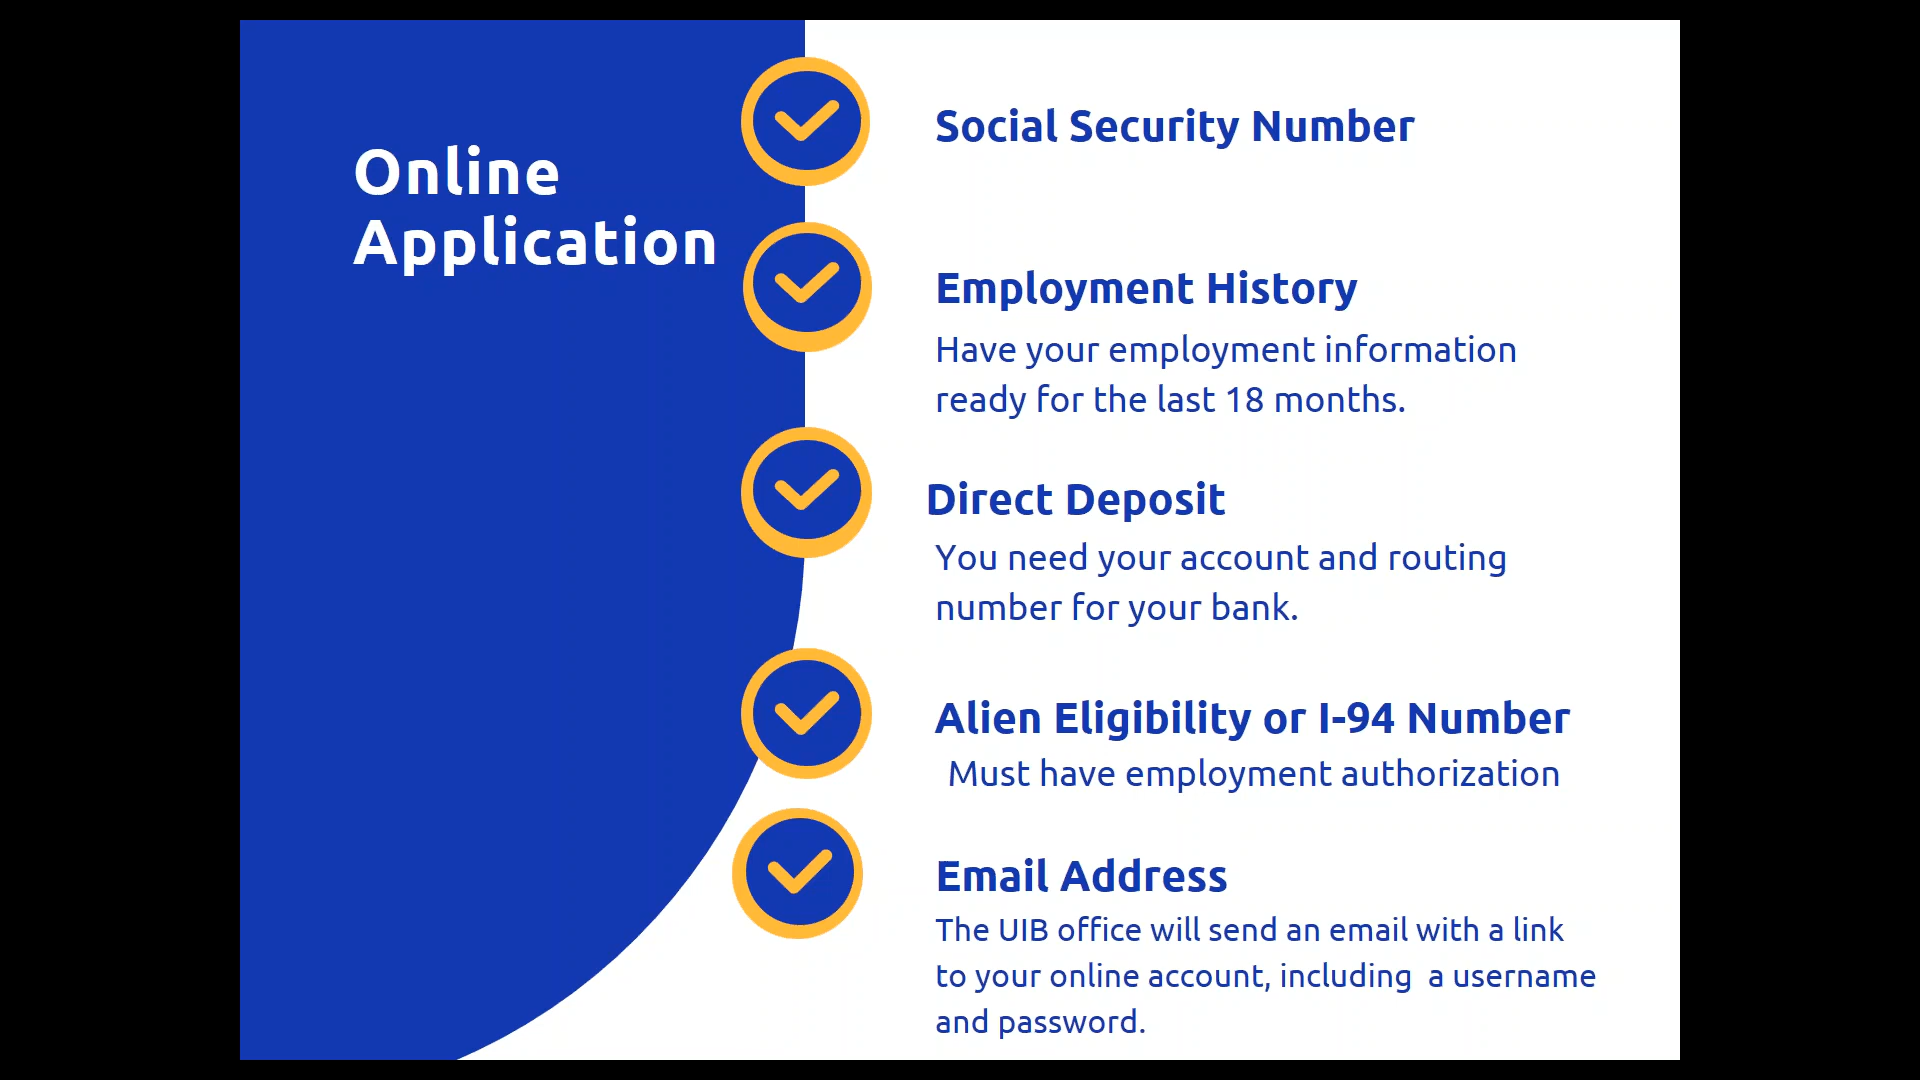 Online
Application
Social Security Number
Employment History
Have your employment information
ready for the last 18 months.
Direct Deposit
You need your account and routing
number for your bank.
Alien Eligibility or I-94 Number
Must have employment authorization
Email Address
The UIB office will send an email with a link
to your online account, including  a username
and password.